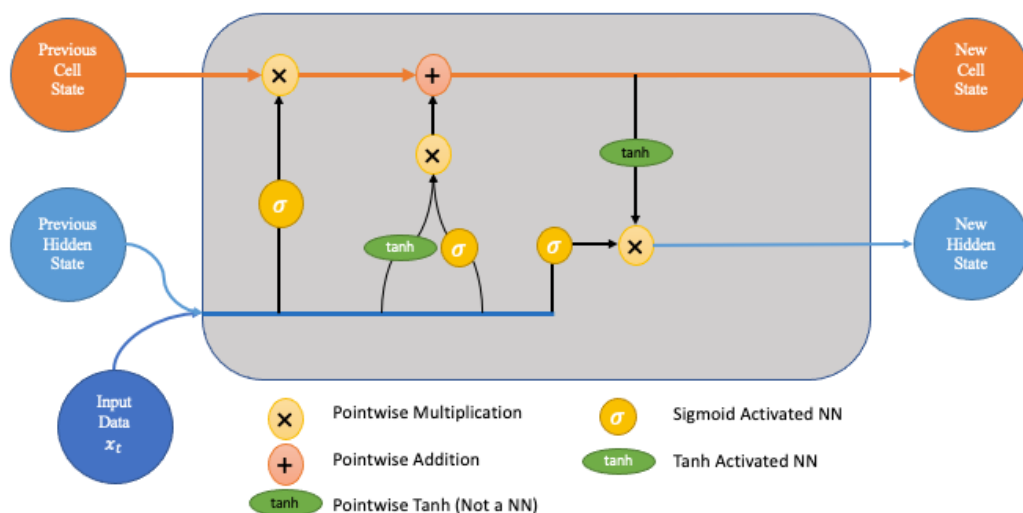 Previous
Cell
State
×
+
New
Cell
State
×
tanh
Previous
Hidden
State
σ
tanh
σ
σ
×
New
Hidden
State
Input
Data
x_t
× Pointwise Multiplication
σ Sigmoid Activated NN
+ Pointwise Addition
tanh Tanh Activated NN
tanh Pointwise Tanh (Not a NN)